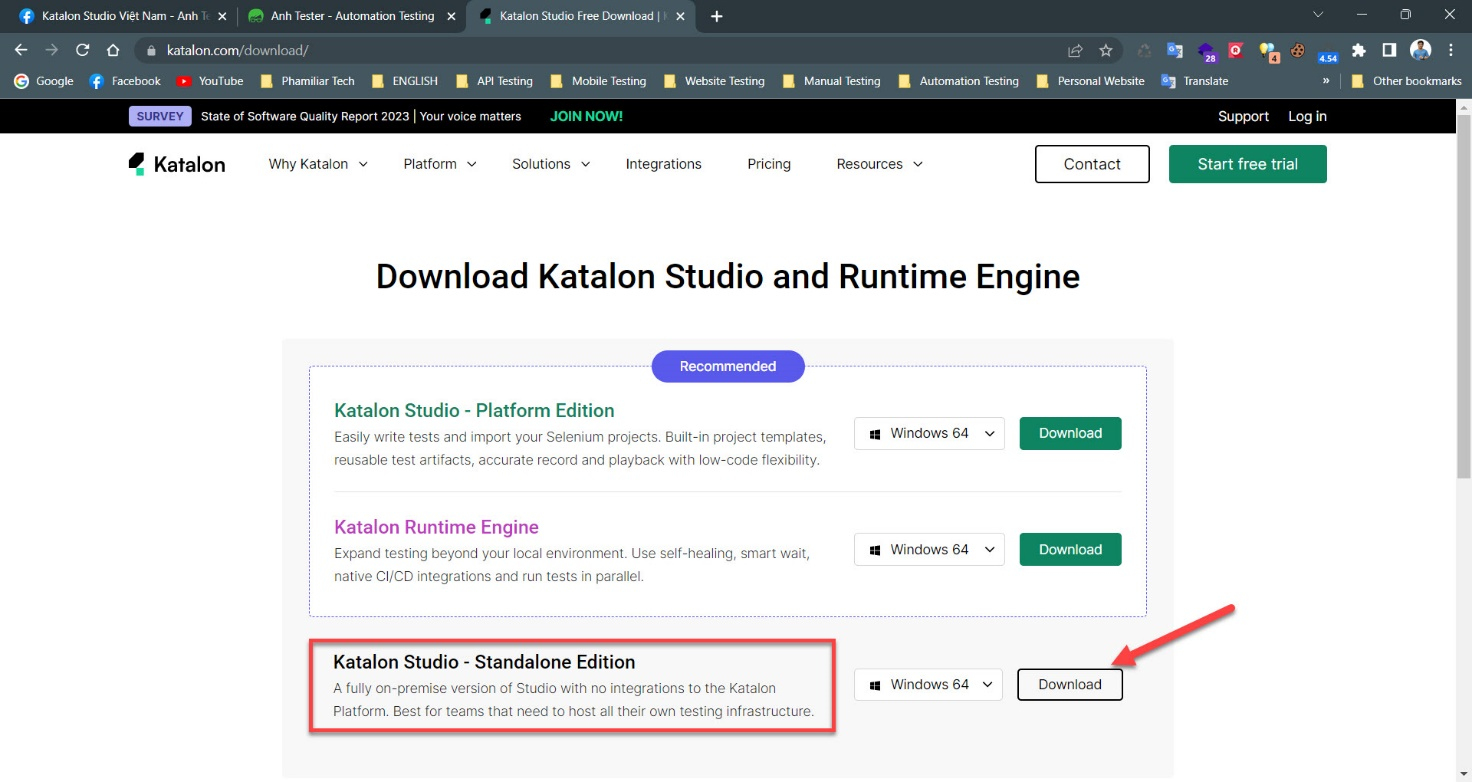 Katalon Studio Việt Nam - Anh Te
Anh Tester - Automation Testing
Katalon Studio Free Download |
katalon.com/download/
28
4
4.54
Google
Facebook
YouTube
Phamiliar Tech
ENGLISH
API Testing
Mobile Testing
Website Testing
Manual Testing
Automation Testing
Personal Website
Translate
»
Other bookmarks
SURVEY
State of Software Quality Report 2023 | Your voice matters
JOIN NOW!
Support
Log in
Katalon
Why Katalon
Platform
Solutions
Integrations
Pricing
Resources
Contact
Start free trial
Download Katalon Studio and Runtime Engine
Recommended
Katalon Studio - Platform Edition
Easily write tests and import your Selenium projects. Built-in project templates,
reusable test artifacts, accurate record and playback with low-code flexibility.
Windows 64
Download
Katalon Runtime Engine
Expand testing beyond your local environment. Use self-healing, smart wait,
native CI/CD integrations and run tests in parallel.
Windows 64
Download
Katalon Studio - Standalone Edition
A fully on-premise version of Studio with no integrations to the Katalon
Platform. Best for teams that need to host all their own testing infrastructure.
Windows 64
Download